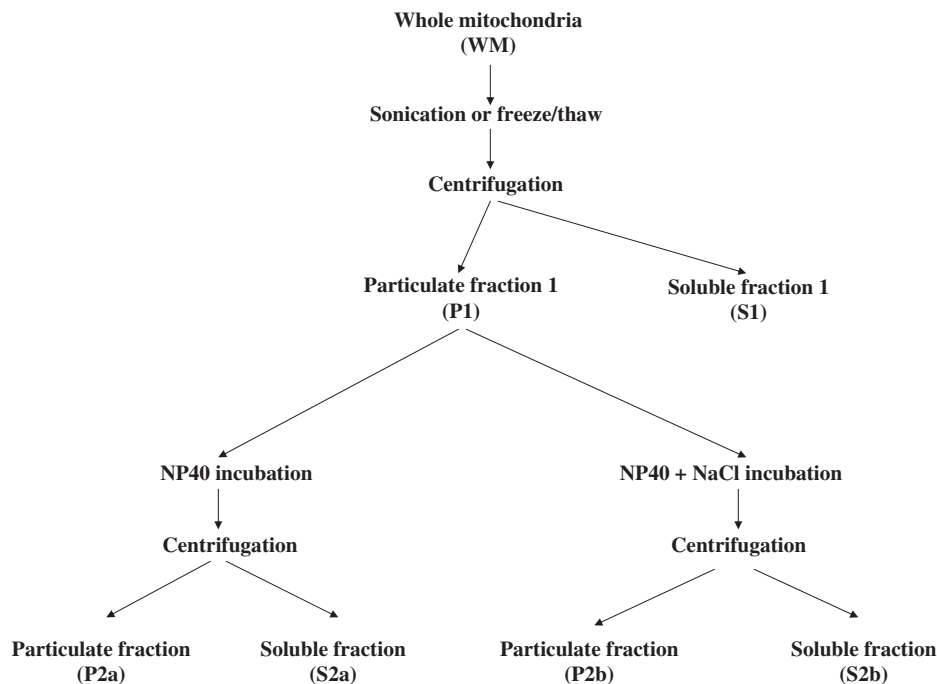 Whole mitochondria
(WM)
Sonication or freeze/thaw
Centrifugation
Particulate fraction 1
(P1)
Soluble fraction 1
(S1)
NP40 incubation
NP40 + NaCl incubation
Centrifugation
Centrifugation
Particulate fraction
(P2a)
Soluble fraction
(S2a)
Particulate fraction
(P2b)
Soluble fraction
(S2b)